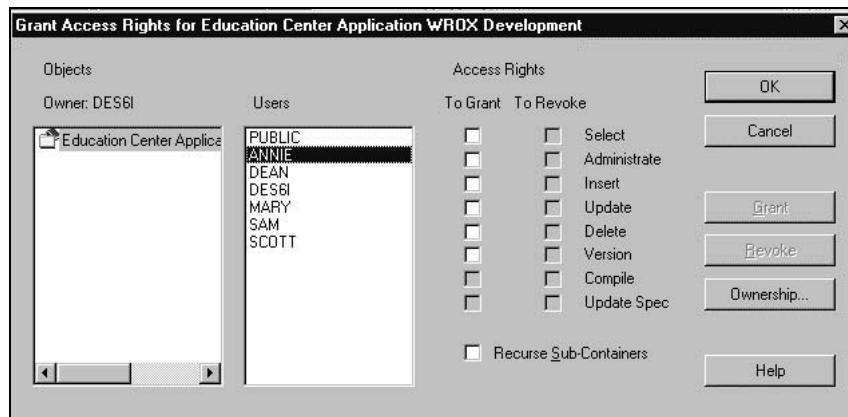 Grant Access Rights for Education Center Application WROX Development
Objects
Owner: DES6I
Education Center Applica
Users
PUBLIC
ANNIE
DEAN
DES6I
MARY
SAM
SCOTT
Access Rights
To Grant To Revoke
Select
Administrate
Insert
Update
Delete
Version
Compile
Update Spec
Recurse Sub-Containers
OK
Cancel
Grant
Revoke
Ownership...
Help